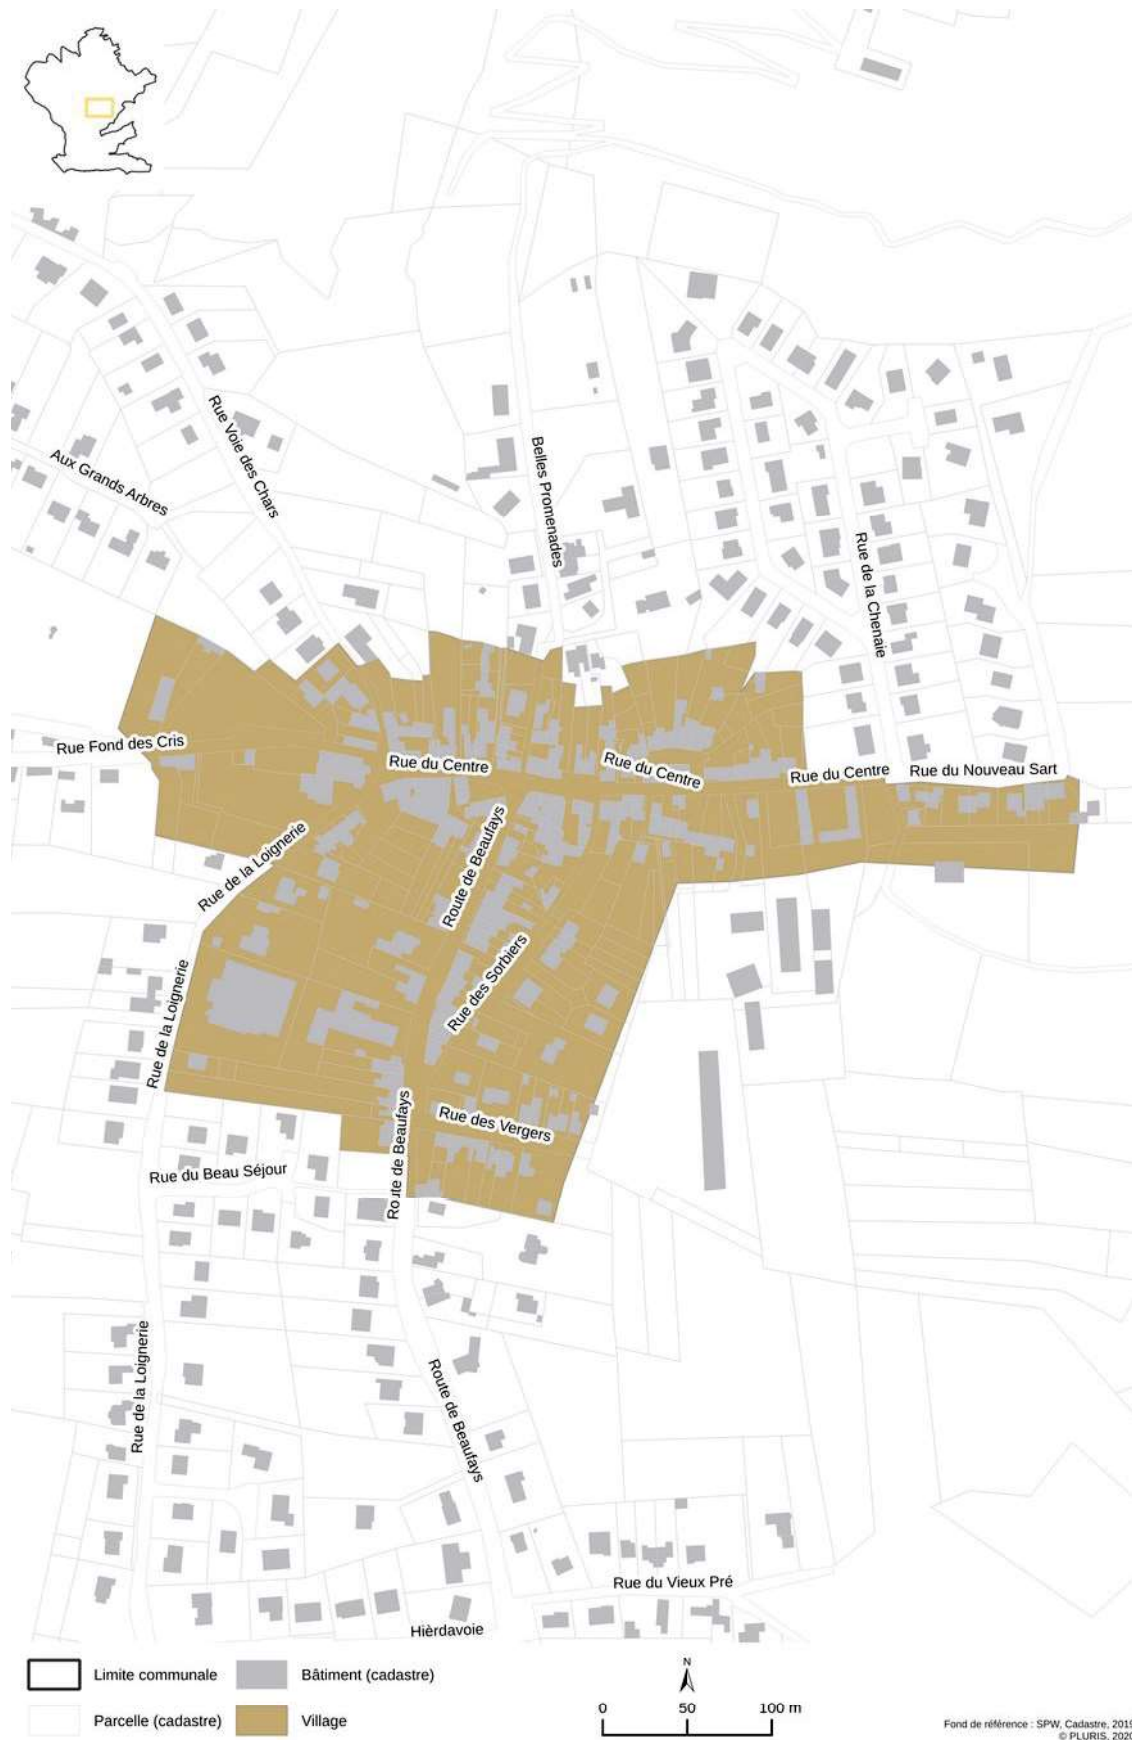 Rue Voie des Chars
Aux Grands Arbres
Belles Promenades
Rue de la Chenaie
Rue Fond des Cris
Rue du Centre
Rue du Centre
Rue du Centre
Rue du Nouveau Sart
Rue de la Loignerie
Route de Beaufays
Rue des Sorbiers
Rue de la Loignerie
Rue des Vergers
Route de Beaufays
Rue du Beau Séjour
Rue de la Loignerie
Route de Beaufays
Rue du Vieux Pré
Hièrdavoie
Limite communale
Bâtiment (cadastre)
Parcelle (cadastre)
Village
N
0 50 100 m
Fond de référence : SPW, Cadastre, 2019
© PLURIS, 2020